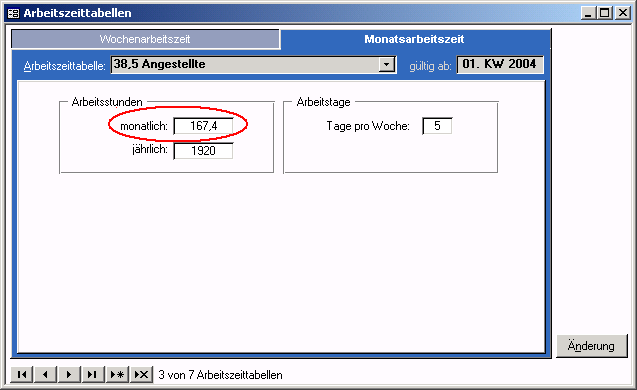 Arbeitszeittabellen
Wochenarbeitszeit Monatsarbeitszeit
Arbeitszeittabelle: 38,5 Angestellte gültig ab: 01. KW 2004
Arbeitsstunden Arbeitstage
monatlich: 167,4 Tage pro Woche: 5
jährlich: 1920
Änderung
3 von 7 Arbeitszeittabellen